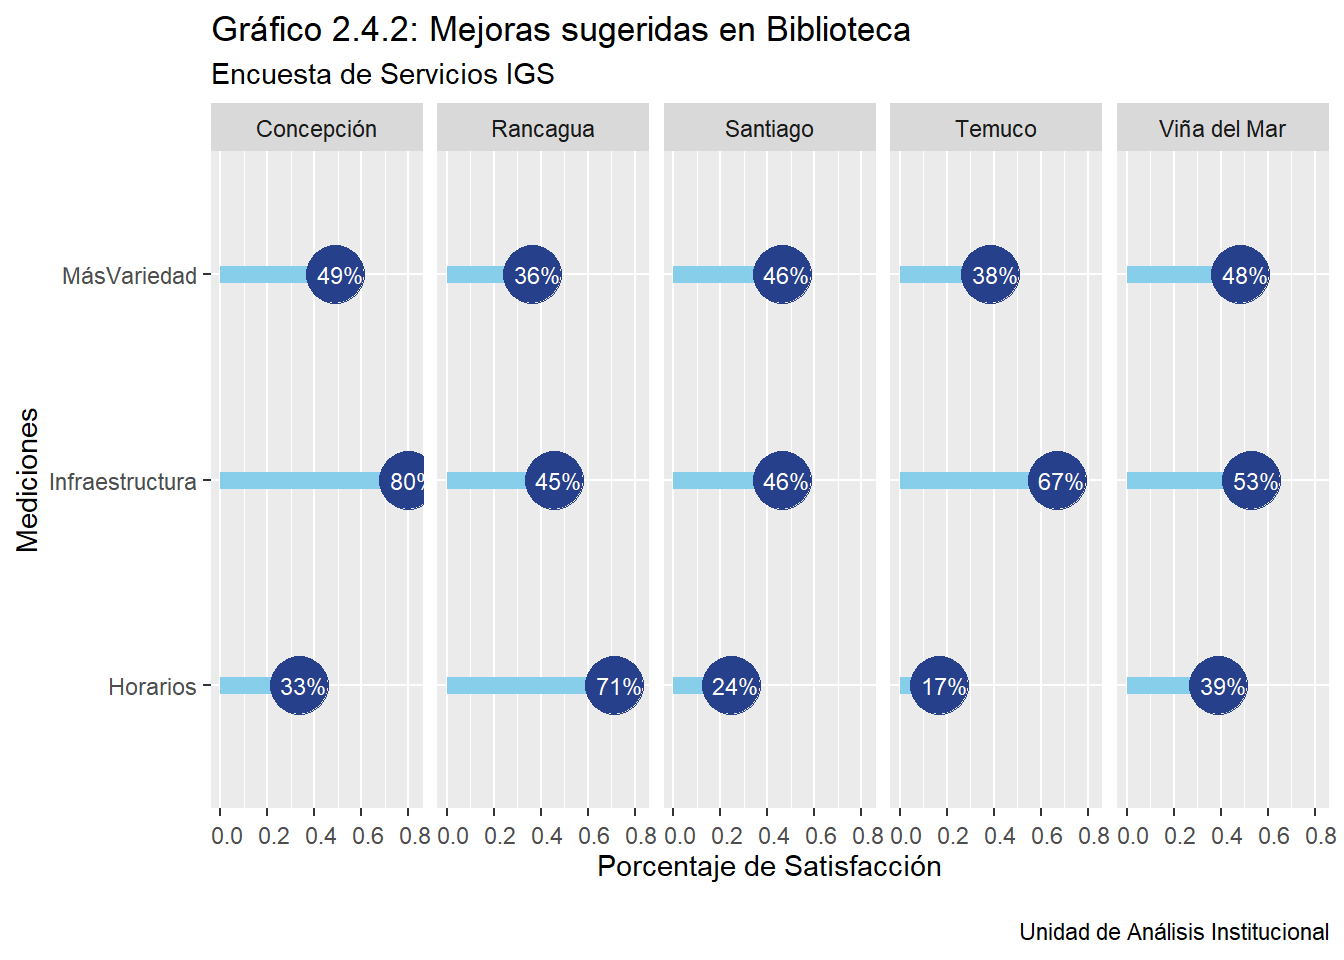 Gráfico 2.4.2: Mejoras sugeridas en Biblioteca
Encuesta de Servicios IGS
Concepción Rancagua Santiago Temuco Viña del Mar
MásVariedad 49% 36% 46% 38% 48%
Infraestructura 80% 45% 46% 67% 53%
Horarios 33% 71% 24% 17% 39%
Mediciones
0.0 0.2 0.4 0.6 0.8 0.0 0.2 0.4 0.6 0.8 0.0 0.2 0.4 0.6 0.8 0.0 0.2 0.4 0.6 0.8 0.0 0.2 0.4 0.6 0.8
Porcentaje de Satisfacción
Unidad de Análisis Institucional